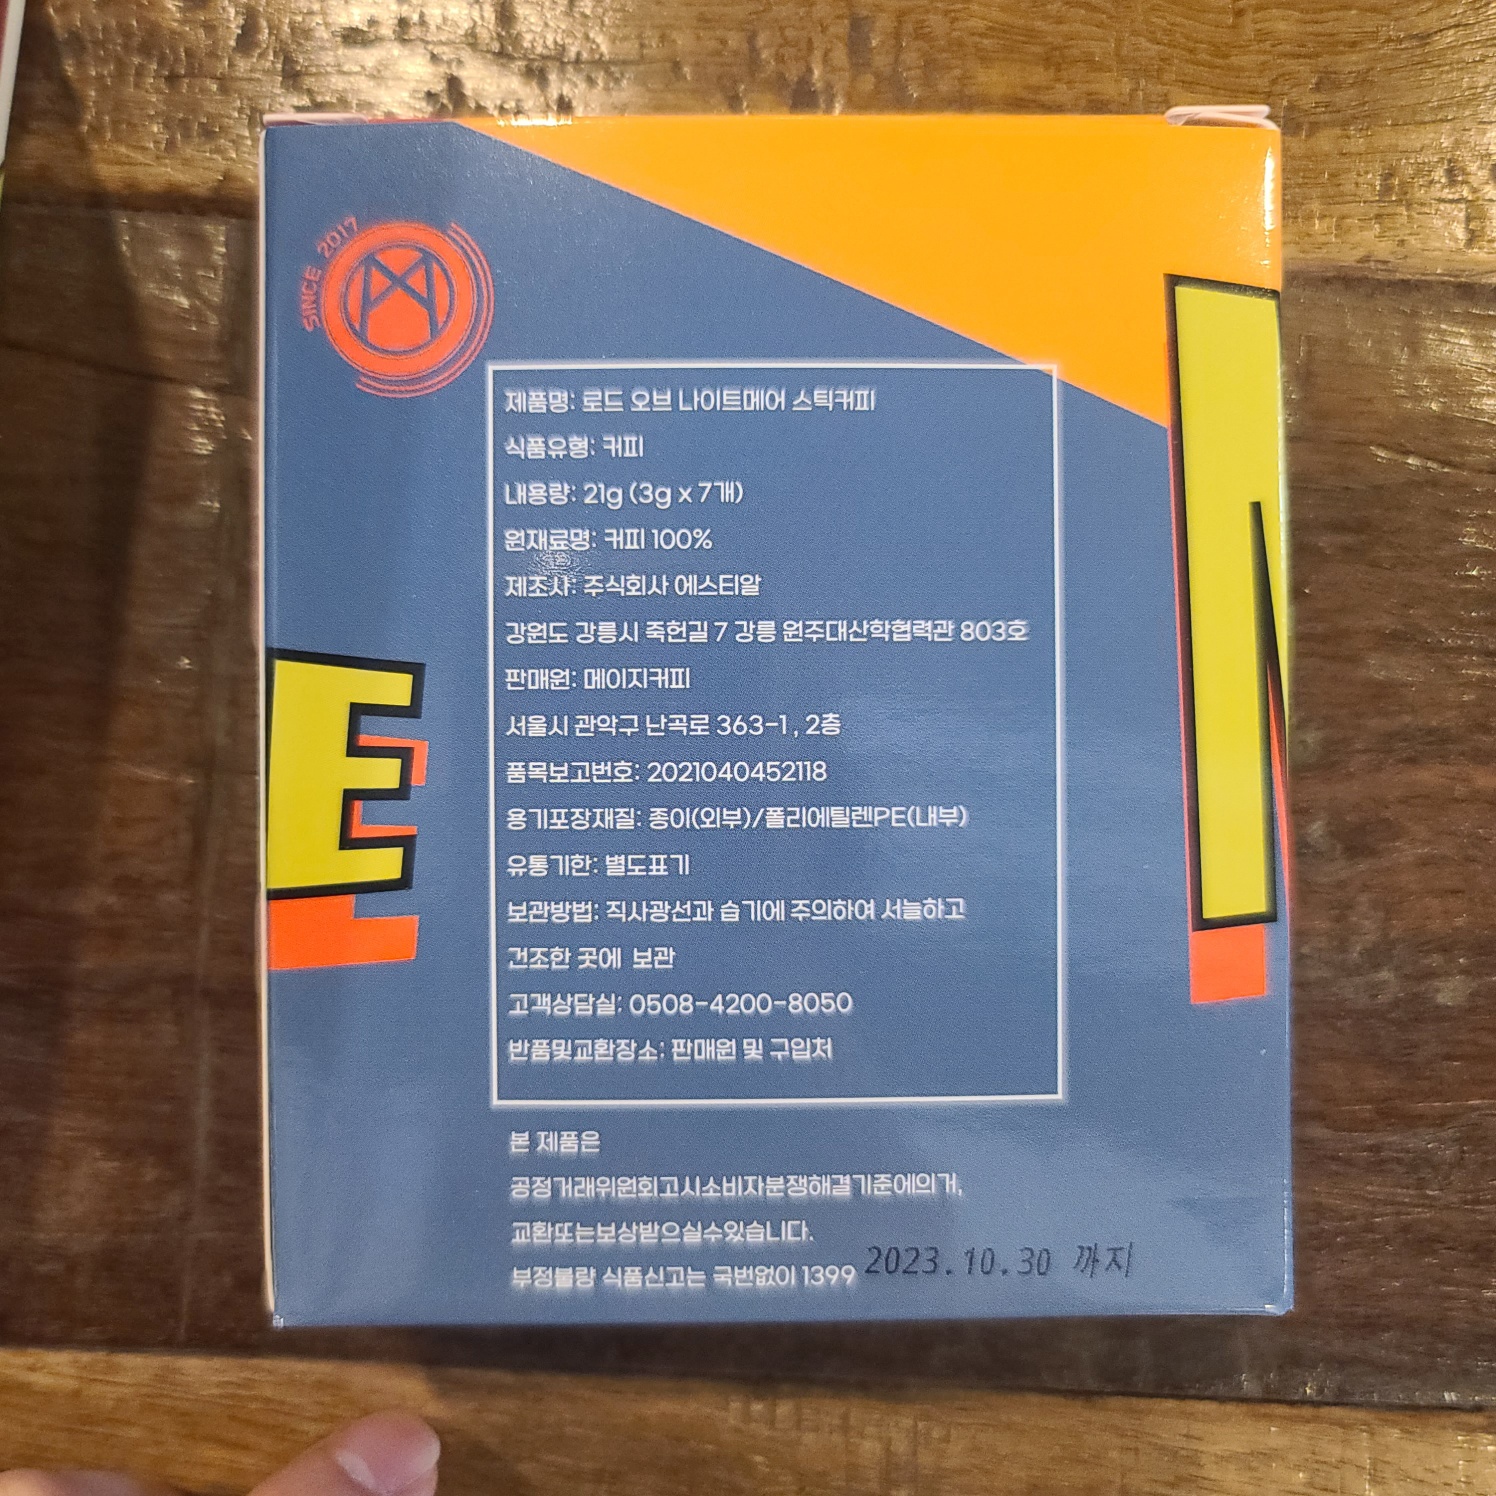 SINCE 2017
제품명: 로드 오브 나이트메어 스틱커피
식품유형: 커피
내용량: 21g (3g x 7개)
원재료명: 커피 100%
제조사: 주식회사 에스티알
강원도 강릉시 죽헌길 7 강릉 원주대산학협력관 803호
판매원: 메이지커피
서울시 관악구 난곡로 363-1, 2층
품목보고번호: 2021040452118
용기포장재질: 종이(외부)/폴리에틸렌PE(내부)
유통기한: 별도표기
보관방법: 직사광선과 습기에 주의하여 서늘하고
건조한 곳에 보관
고객상담실: 0508-4200-8050
반품및교환장소: 판매원 및 구입처
E
본 제품은
공정거래위원회고시소비자분쟁해결기준에의거,
교환또는보상받으실수있습니다.
부정불량 식품신고는 국번없이 1399
2023.10.30 까지